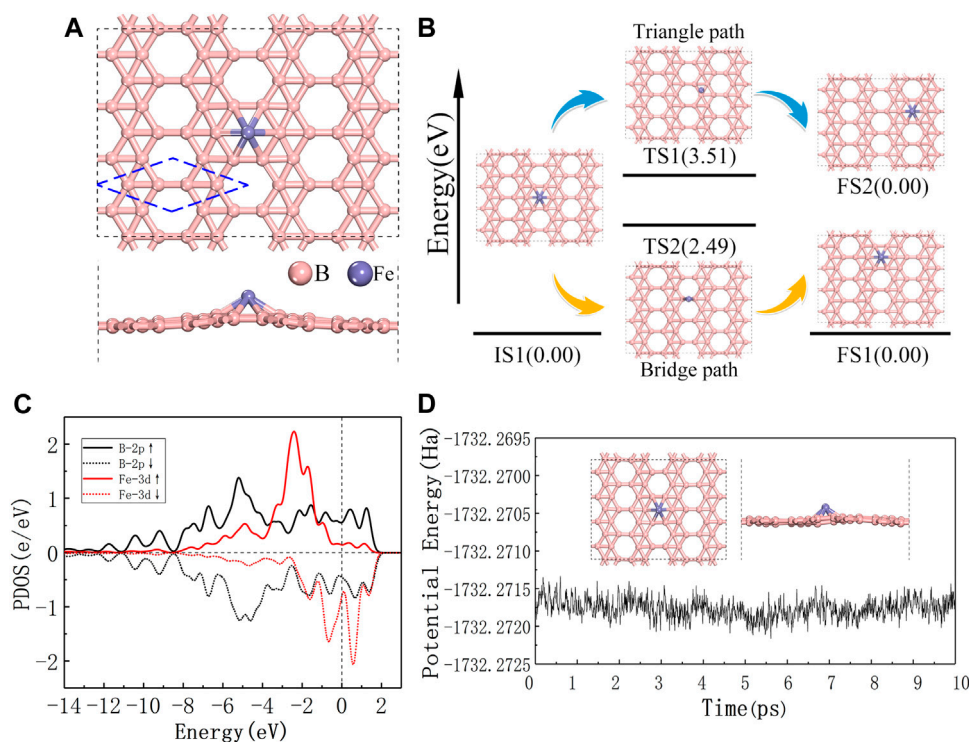 A
B
Fe
B
Energy(eV)
Triangle path
TS1(3.51)
FS2(0.00)
TS2(2.49)
IS1(0.00)
Bridge path
FS1(0.00)
C
PDOS(e/eV)
2
1
0
-1
-2
B-2p ↑
B-2p ↓
Fe-3d ↑
Fe-3d ↓
-14 -12 -10 -8 -6 -4 -2 0 2
Energy(eV)
D
Potential Energy(Ha)
-1732.2695
-1732.2700
-1732.2705
-1732.2710
-1732.2715
-1732.2720
-1732.2725
0 1 2 3 4 5 6 7 8 9 10
Time(ps)